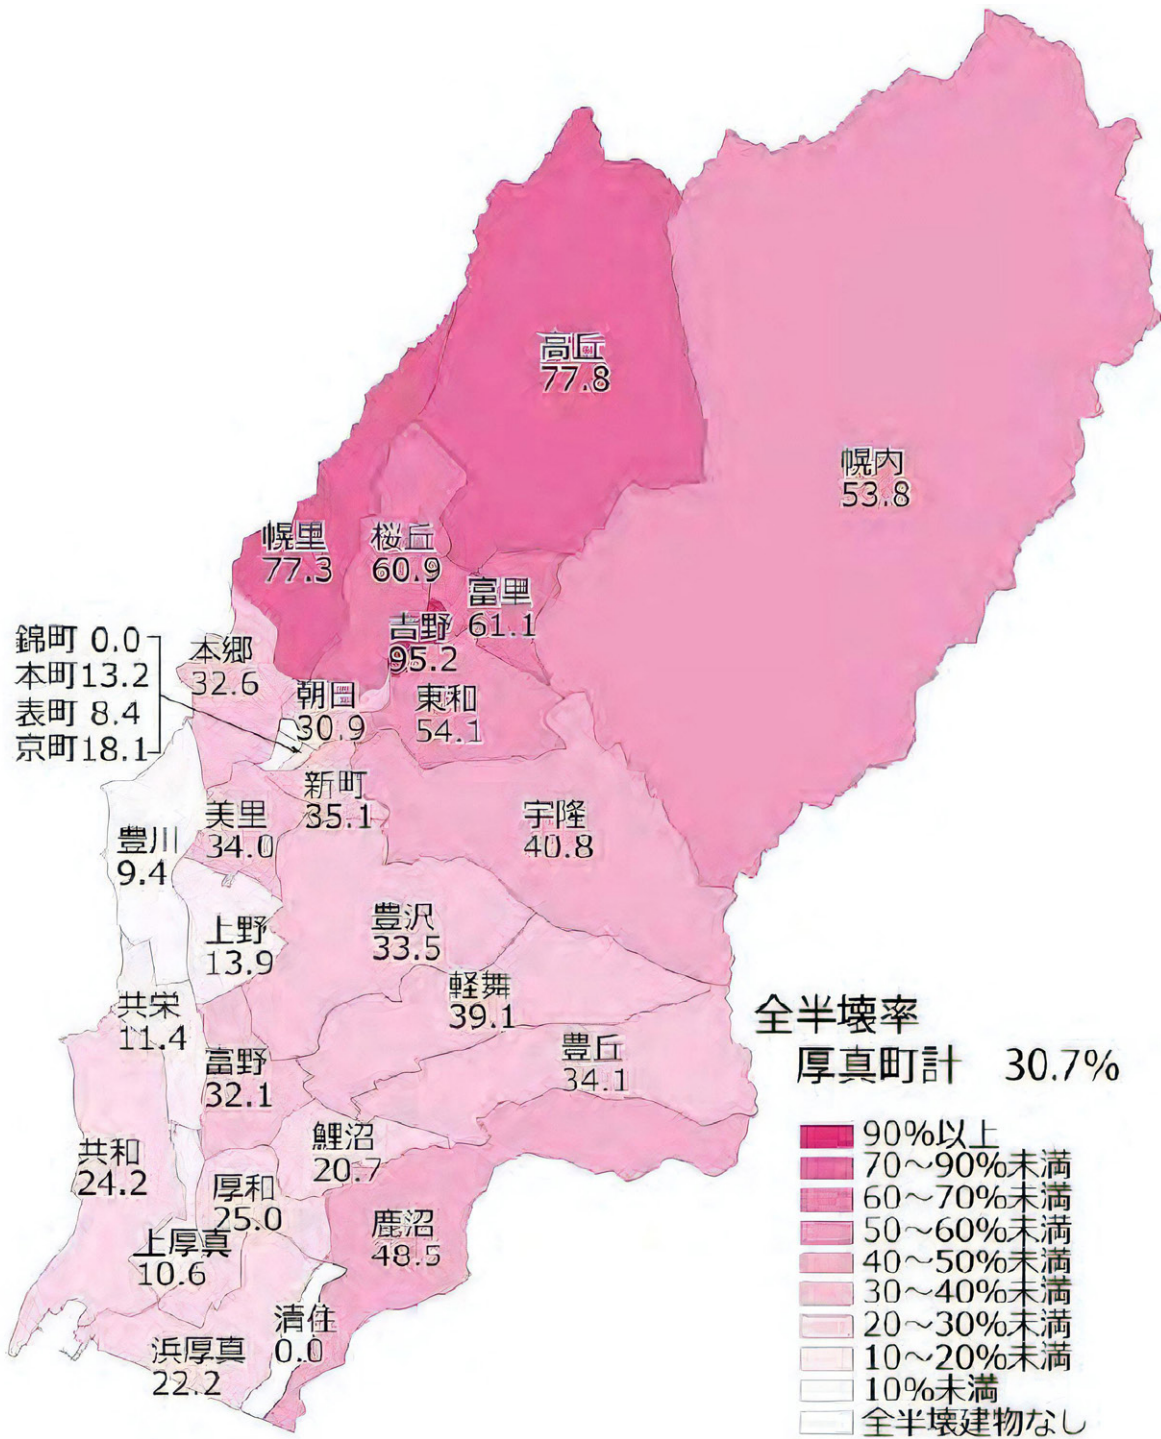 高丘
77.8
幌内
53.8
幌里
77.3
桜丘
60.9
富里
61.1
吉野
95.2
錦町 0.0
本町13.2
表町 8.4
京町18.1
本郷
32.6
朝日
30.9
東和
54.1
新町
35.1
美里
34.0
宇隆
40.8
豊川
9.4
上野
13.9
豊沢
33.5
軽舞
39.1
共栄
11.4
富野
32.1
豊丘
34.1
共和
24.2
鯉沼
20.7
厚和
25.0
鹿沼
48.5
上厚真
10.6
清住
0.0
浜厚真
22.2
全半壊率
厚真町計 30.7%
90%以上
70～90%未満
60～70%未満
50～60%未満
40～50%未満
30～40%未満
20～30%未満
10～20%未満
10%未満
全半壊建物なし